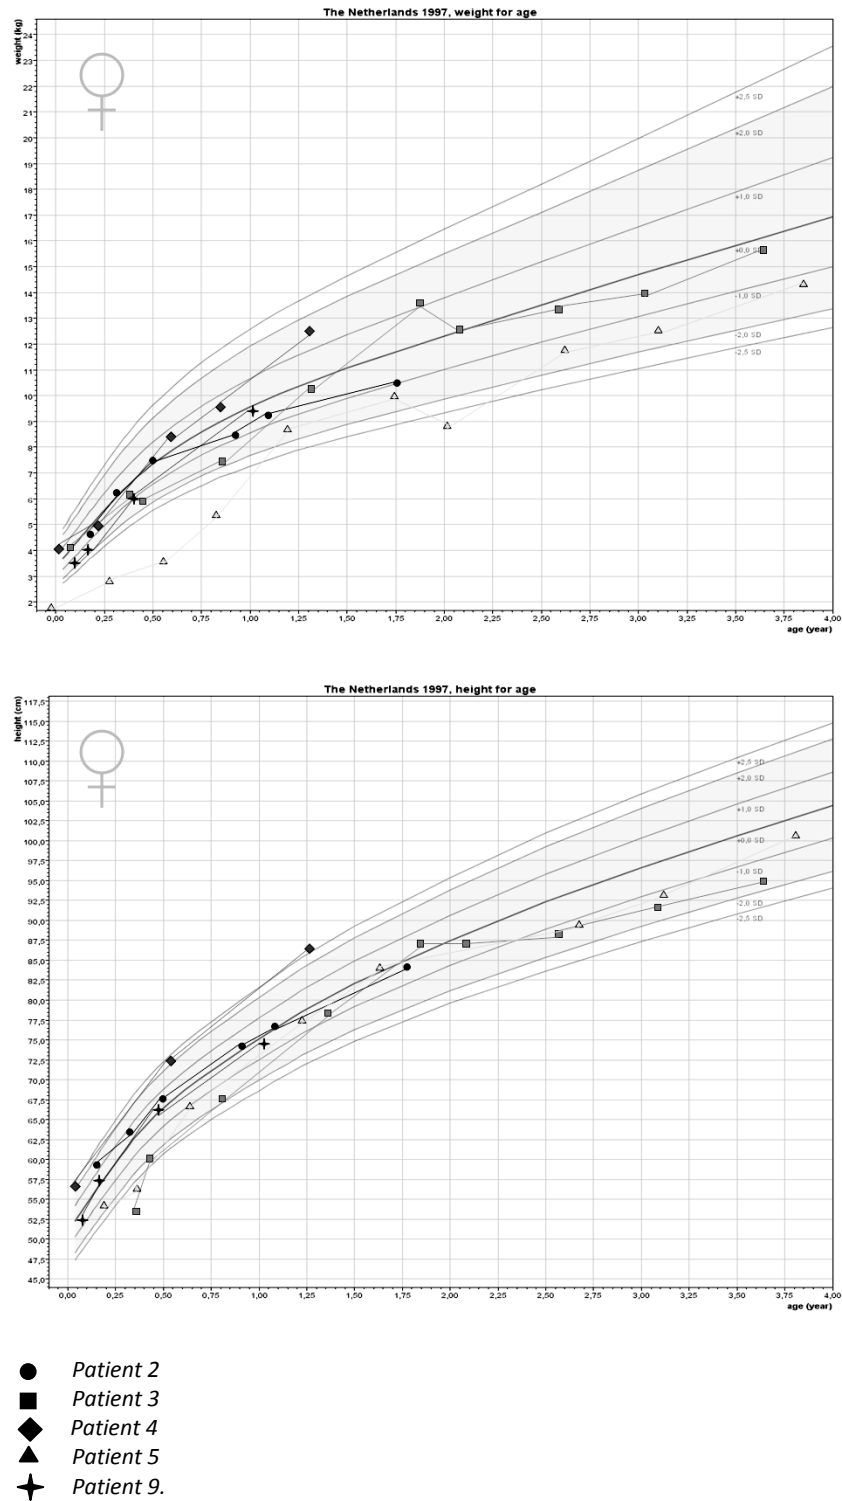 The Netherlands 1997, weight for age
weight (kg)
24
23
22
21
20
19
18
17
16
15
14
13
12
11
10
9
8
7
6
5
4
3
2
+2,5 SD
+2,0 SD
+1,0 SD
+0,0 SD
-1,0 SD
-2,0 SD
-2,5 SD
0,00 0,25 0,50 0,75 1,00 1,25 1,50 1,75 2,00 2,25 2,50 2,75 3,00 3,25 3,50 3,75 4,00
age (year)
The Netherlands 1997, height for age
height (cm)
117,5
115,0
112,5
110,0
107,5
105,0
102,5
100,0
97,5
95,0
92,5
90,0
87,5
85,0
82,5
80,0
77,5
75,0
72,5
70,0
67,5
65,0
62,5
60,0
57,5
55,0
52,5
50,0
47,5
45,0
+2,5 SD
+2,0 SD
+1,0 SD
+0,0 SD
-1,0 SD
-2,0 SD
-2,5 SD
0,00 0,25 0,50 0,75 1,00 1,25 1,50 1,75 2,00 2,25 2,50 2,75 3,00 3,25 3,50 3,75 4,00
age (year)
Patient 2
Patient 3
Patient 4
Patient 5
Patient 9.